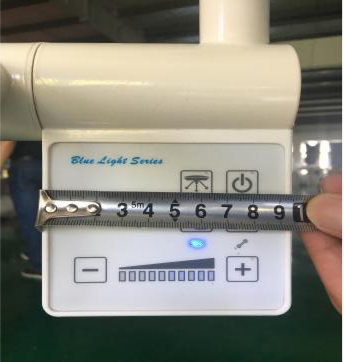 Blue Light Series
3 5m 4 5 6 7 8 9 1
− +